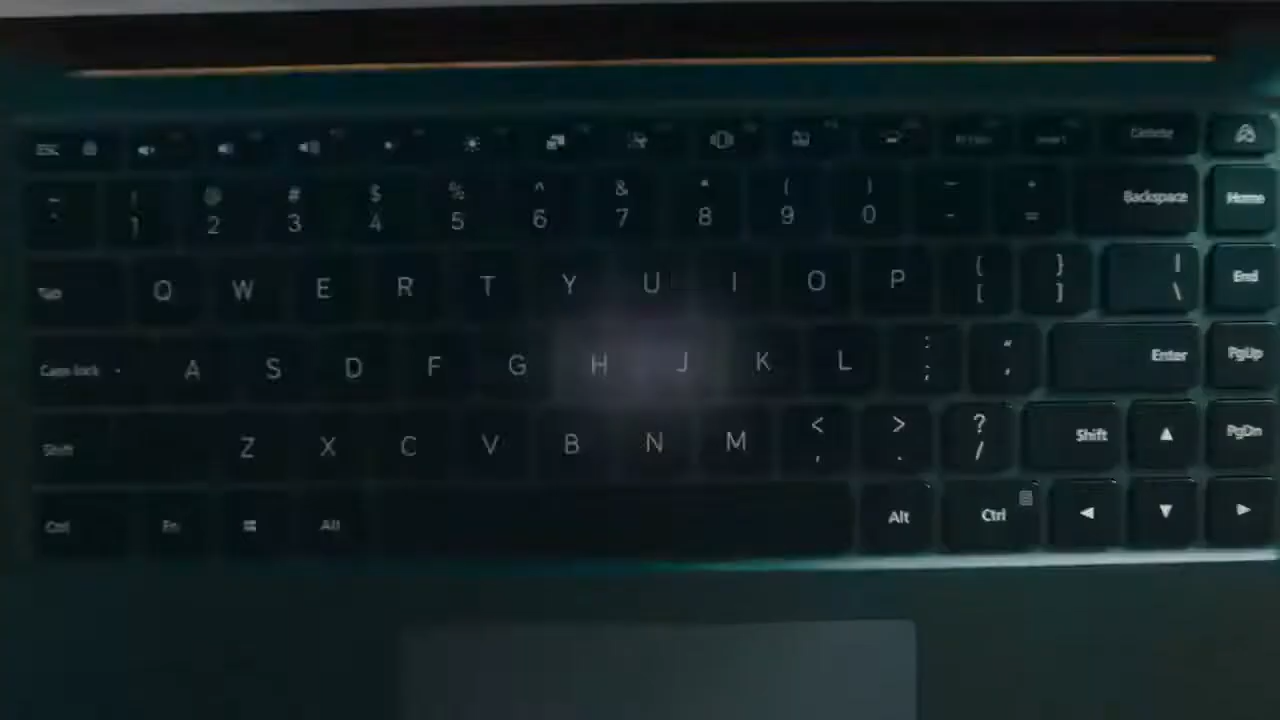 ESC Delete
~ ! @ # $ % ^ & * ( ) — +
` 1 2 3 4 5 6 7 8 9 0 - = Backspace Home
Tab Q W E R T Y U I O P { } | End
[ ] \
Caps lock A S D F G H J K L : " Enter PgUp
; '
Shift Z X C V B N M < > ? Shift PgDn
, . /
Ctrl Fn Alt Alt Ctrl